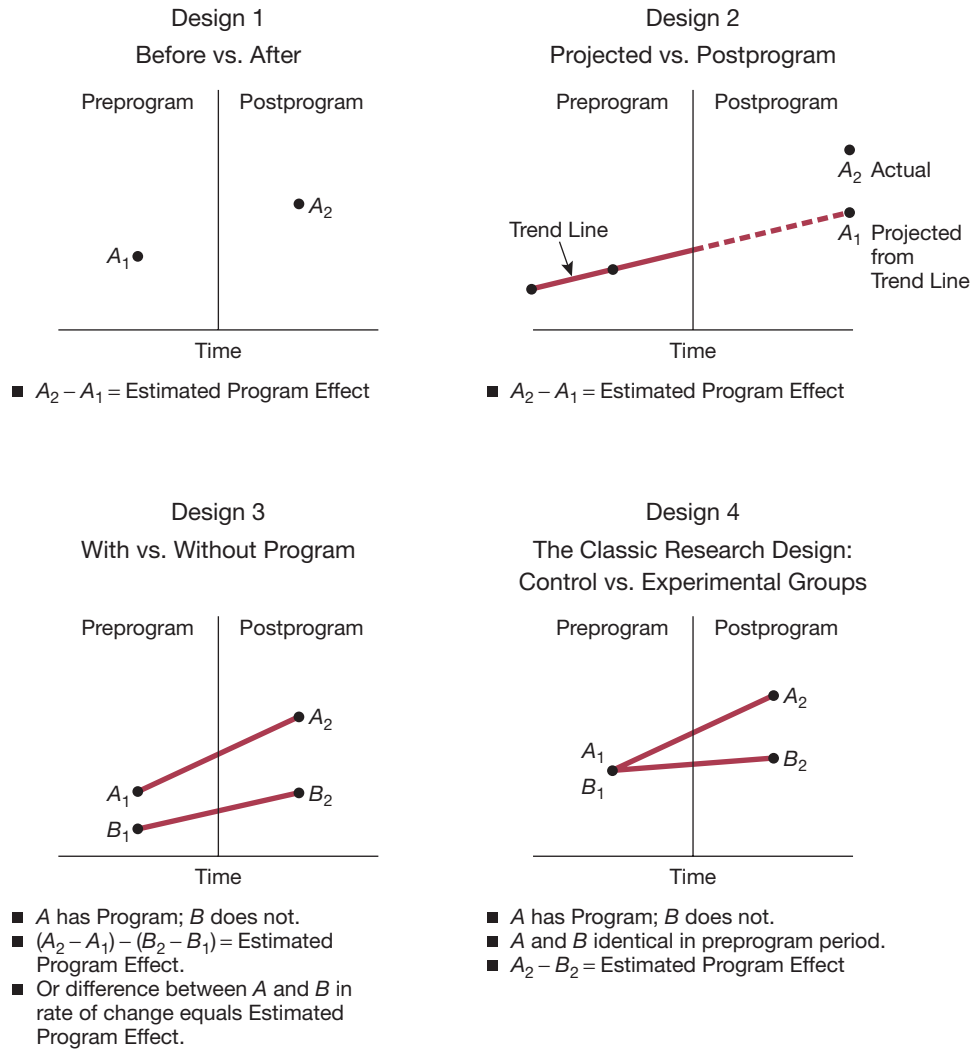 Design 1
Before vs. After
Preprogram
Postprogram
A1
A2
Time
■ A2 – A1 = Estimated Program Effect
Design 2
Projected vs. Postprogram
Preprogram
Postprogram
Trend Line
A2 Actual
A1 Projected
from
Trend Line
Time
■ A2 – A1 = Estimated Program Effect
Design 3
With vs. Without Program
Preprogram
Postprogram
A1
A2
B1
B2
Time
■ A has Program; B does not.
■ (A2 – A1) – (B2 – B1) = Estimated
Program Effect.
■ Or difference between A and B in
rate of change equals Estimated
Program Effect.
Design 4
The Classic Research Design:
Control vs. Experimental Groups
Preprogram
Postprogram
A1
B1
A2
B2
Time
■ A has Program; B does not.
■ A and B identical in preprogram period.
■ A2 – B2 = Estimated Program Effect